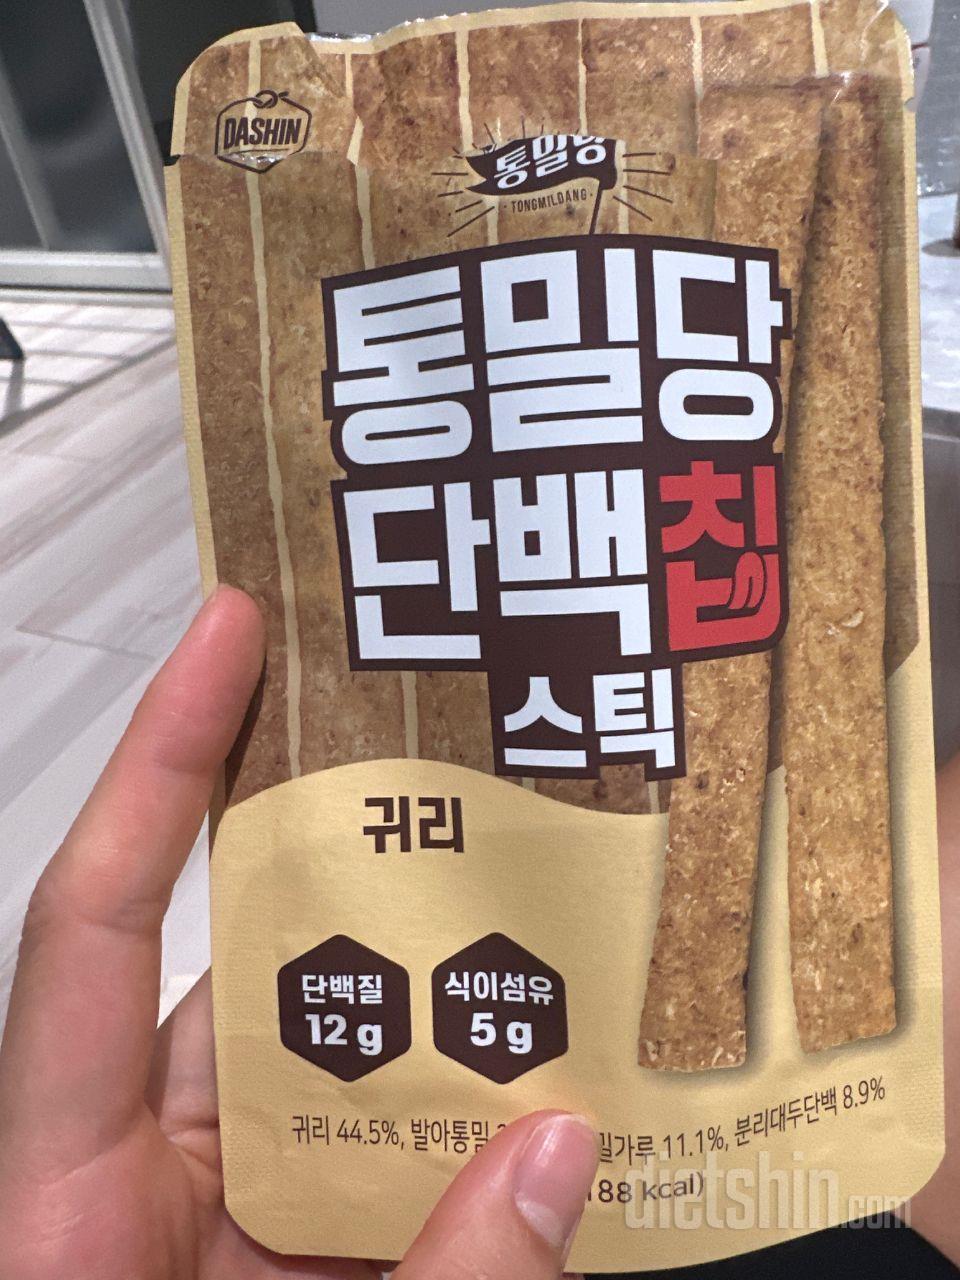 DASHIN
통밀당
TONGMILDANG
통밀당
단백칩
스틱
귀리
단백질
12 g
식이섬유
5 g
귀리 44.5%, 발아통밀 밀가루 11.1%, 분리대두단백 8.9%
188 kcal)
dietshin.com